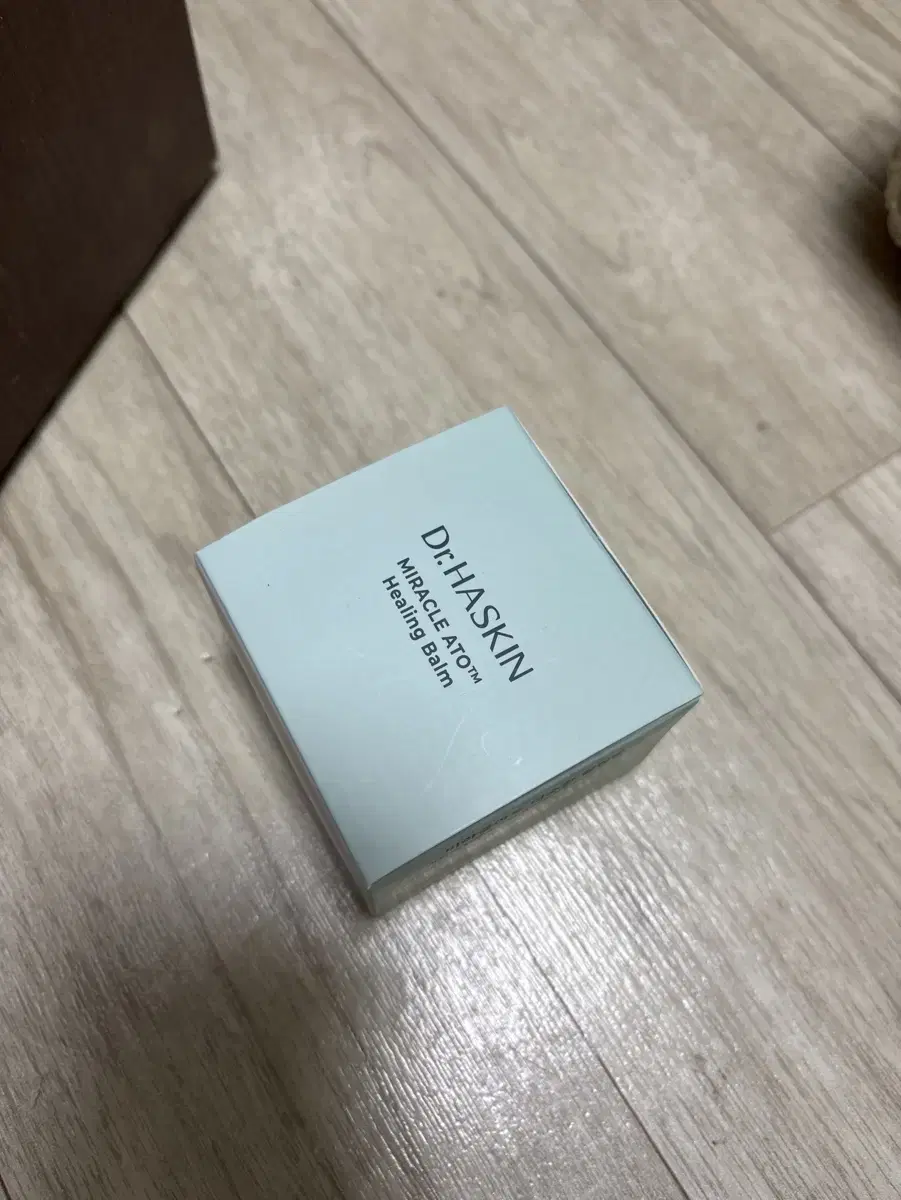 Dr.HASKIN
MIRACLE ATO™
Healing Balm